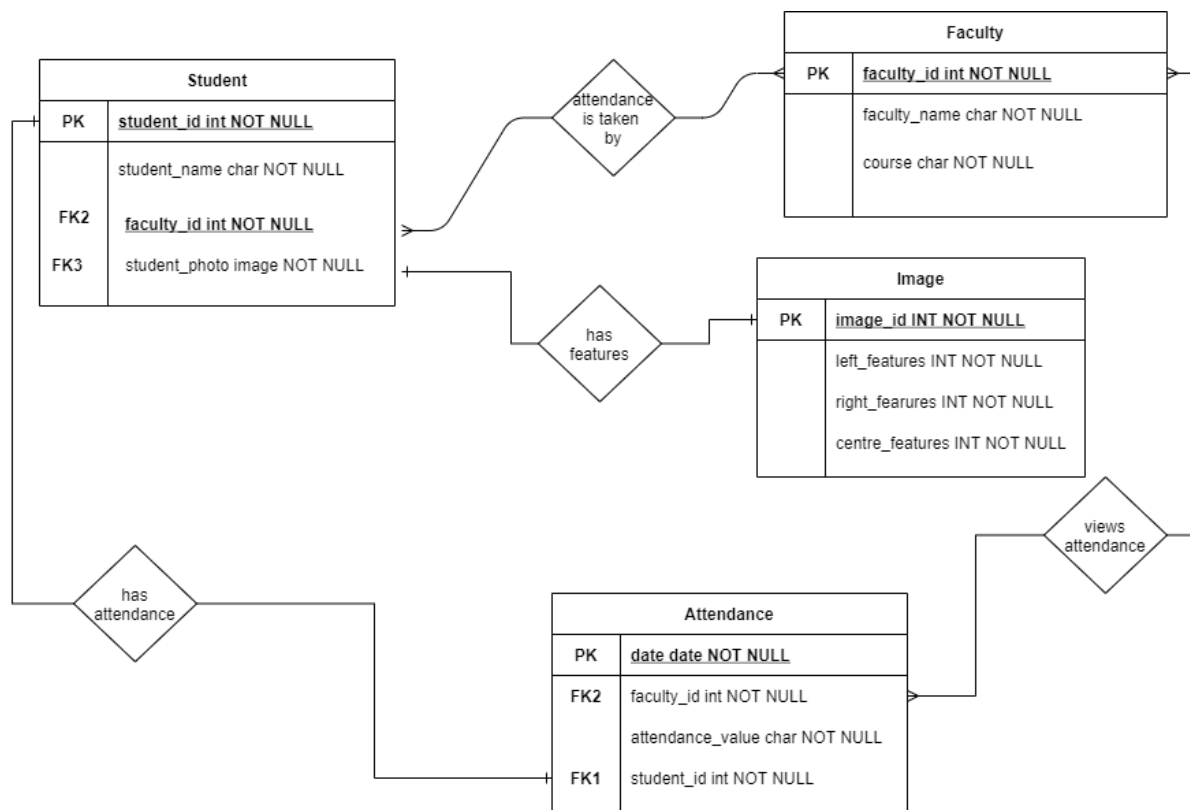 Faculty
PK faculty_id int NOT NULL
faculty_name char NOT NULL
course char NOT NULL
Student
PK student_id int NOT NULL
student_name char NOT NULL
FK2 faculty_id int NOT NULL
FK3 student_photo image NOT NULL
attendance
is taken
by
Image
PK image_id INT NOT NULL
left_features INT NOT NULL
right_fearures INT NOT NULL
centre_features INT NOT NULL
has
features
views
attendance
has
attendance
Attendance
PK date date NOT NULL
FK2 faculty_id int NOT NULL
attendance_value char NOT NULL
FK1 student_id int NOT NULL